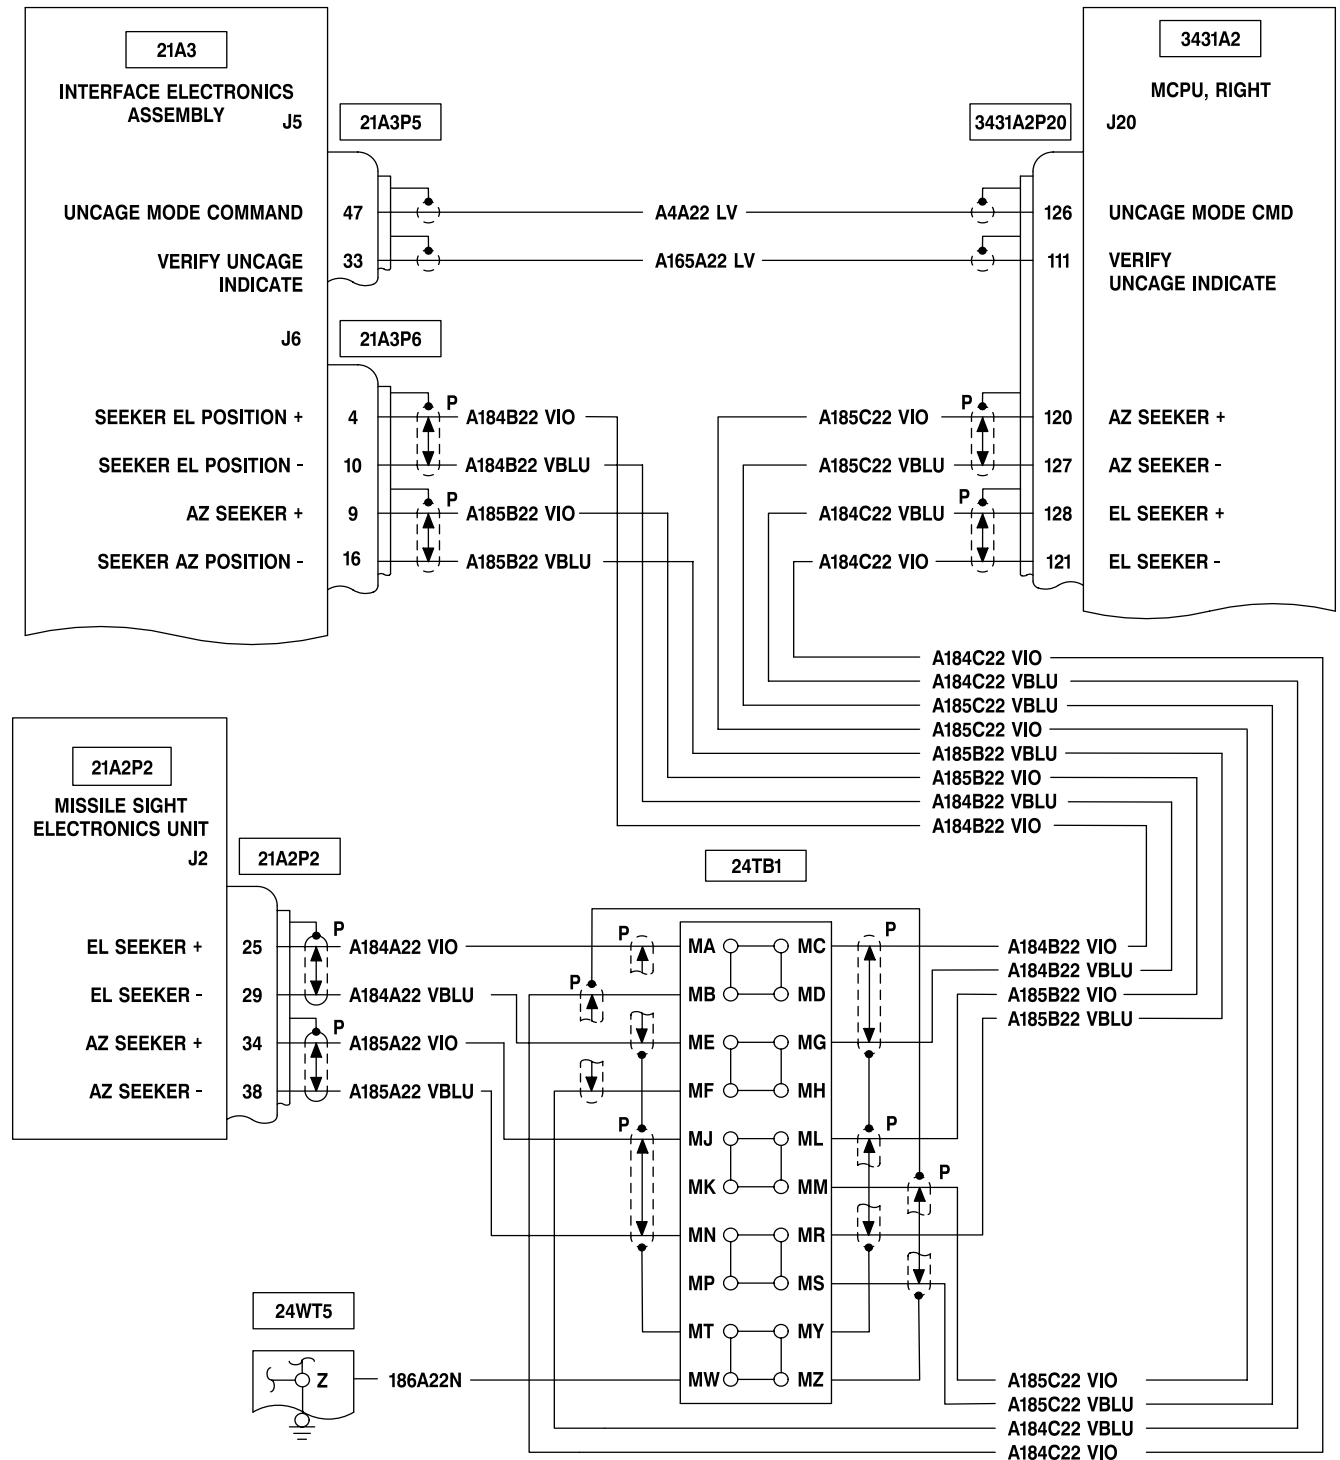 21A3
INTERFACE ELECTRONICS
ASSEMBLY
J5
21A3P5
UNCAGE MODE COMMAND 47
A4A22 LV
VERIFY UNCAGE
INDICATE
33
A165A22 LV
3431A2
MCPU, RIGHT
3431A2P20
J20
126 UNCAGE MODE CMD
111 VERIFY
UNCAGE INDICATE
J6
21A3P6
SEEKER EL POSITION + 4 P A184B22 VIO
SEEKER EL POSITION - 10 A184B22 VBLU
AZ SEEKER + 9 P A185B22 VIO
SEEKER AZ POSITION - 16 A185B22 VBLU
A185C22 VIO P 120 AZ SEEKER +
A185C22 VBLU 127 AZ SEEKER -
A184C22 VBLU P 128 EL SEEKER +
A184C22 VIO 121 EL SEEKER -
A184C22 VIO
A184C22 VBLU
A185C22 VBLU
A185C22 VIO
A185B22 VBLU
A185B22 VIO
A184B22 VBLU
A184B22 VIO
21A2P2
MISSILE SIGHT
ELECTRONICS UNIT
J2
21A2P2
EL SEEKER + 25 P A184A22 VIO
EL SEEKER - 29 A184A22 VBLU
AZ SEEKER + 34 P A185A22 VIO
AZ SEEKER - 38 A185A22 VBLU
24TB1
P MA MC P A184B22 VIO
A184B22 VBLU
P MB MD A185B22 VIO
A185B22 VBLU
ME MG
MF MH
P MJ ML P
MK MM P
MN MR
MP MS
MT MY
MW MZ
24WT5
Z
186A22N
A185C22 VIO
A185C22 VBLU
A184C22 VBLU
A184C22 VIO